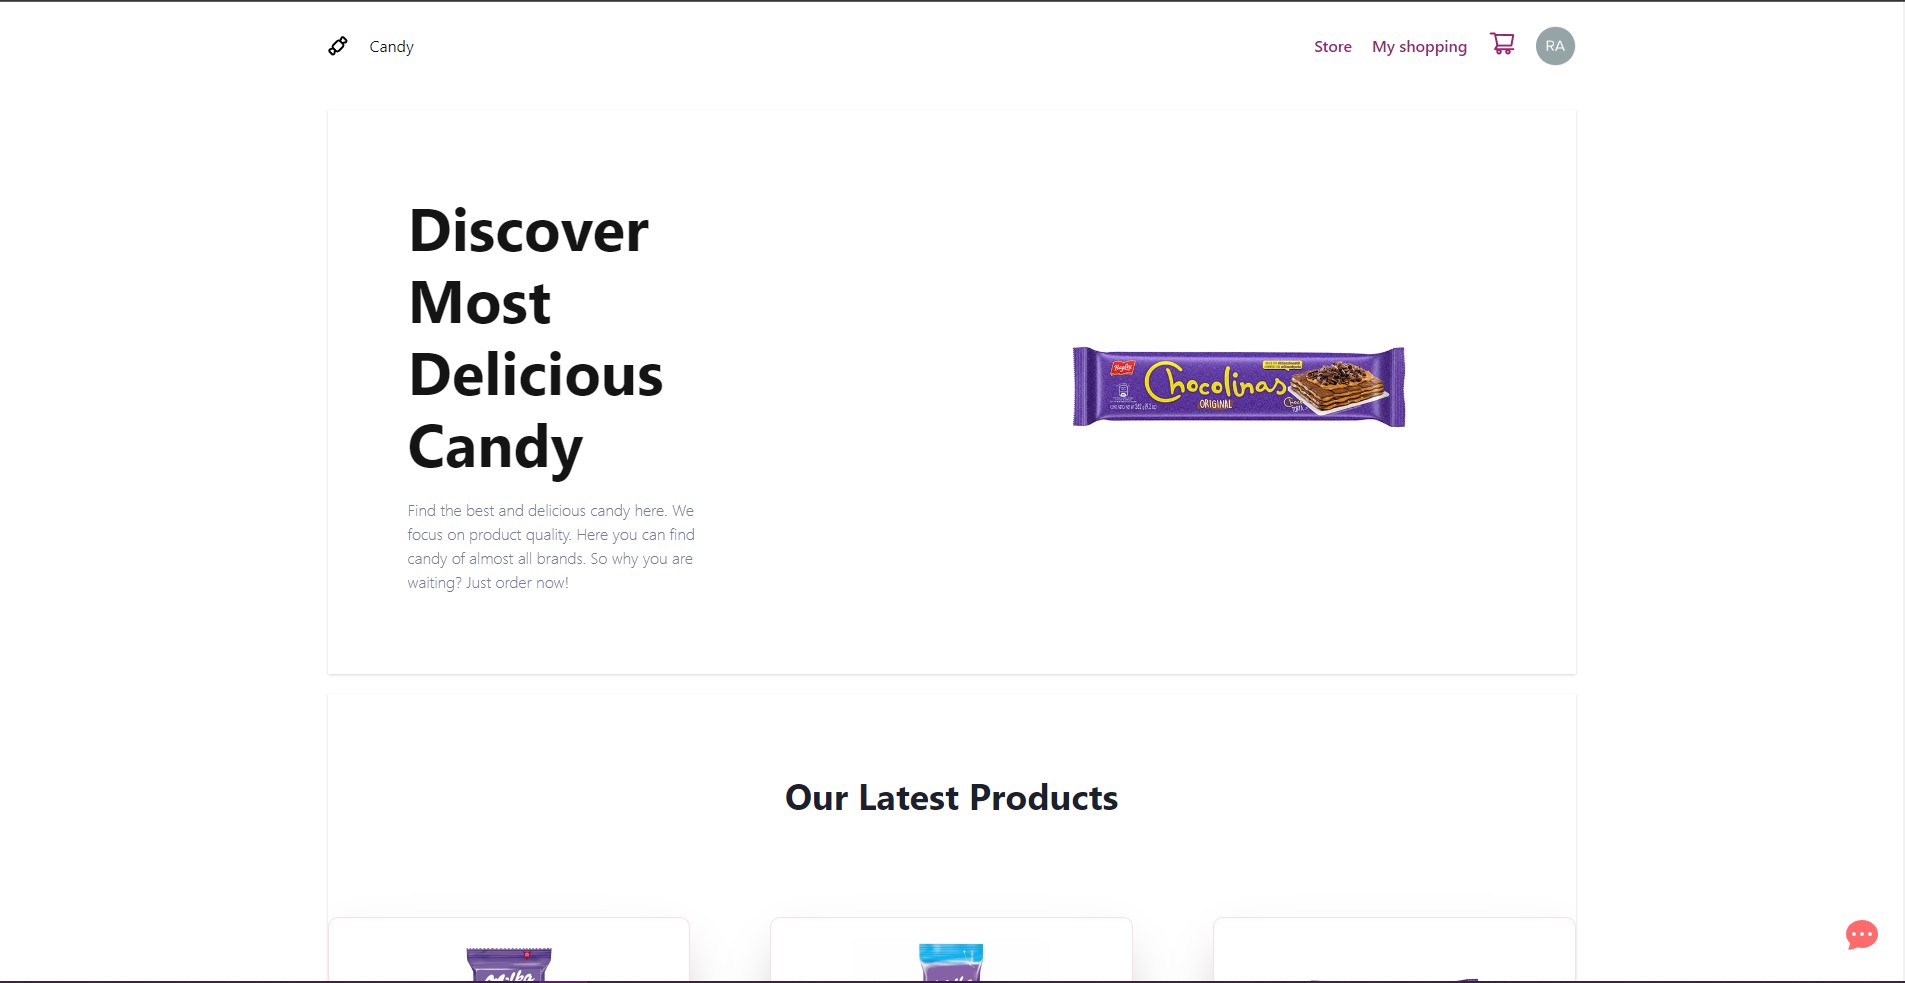 Candy
Store
My shopping
RA
Discover
Most
Delicious
Candy
Find the best and delicious candy here. We
focus on product quality. Here you can find
candy of almost all brands. So why you are
waiting? Just order now!
Bagley
Chocolinas
ORIGINAL
Our Latest Products
Milka